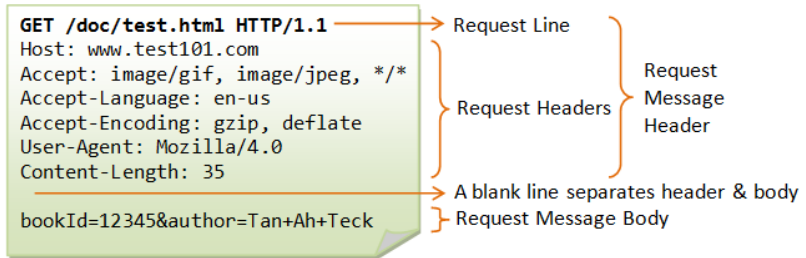 GET /doc/test.html HTTP/1.1
Request Line
Host: www.test101.com
Accept: image/gif, image/jpeg, */*
Accept-Language: en-us
Accept-Encoding: gzip, deflate
User-Agent: Mozilla/4.0
Content-Length: 35
Request Headers
Request
Message
Header
A blank line separates header & body
bookId=12345&author=Tan+Ah+Teck
Request Message Body